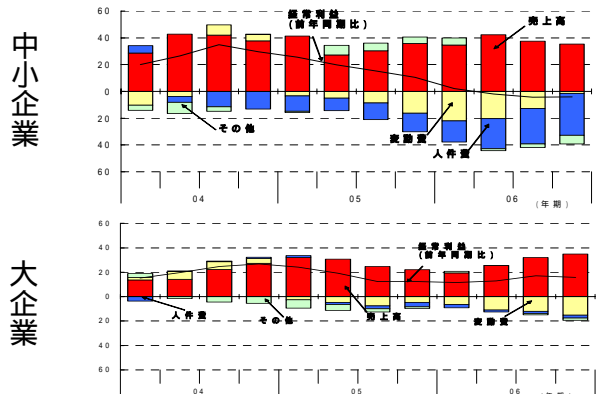 中小企業
60
40
20
0
20
40
60
経常利益
(前年同期比)
売上高
その他
変動費
人件費
04
05
06
(年期)
大企業
60
40
20
0
20
40
60
経常利益
(前年同期比)
人件費
その他
売上高
変動費
04
05
06
(年期)